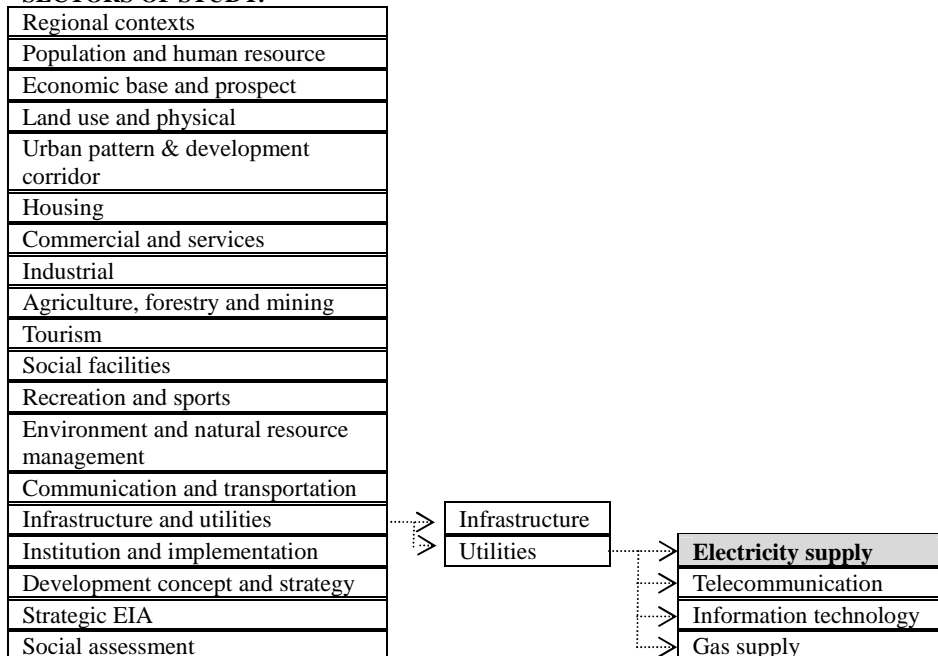 SECTORS OF STUDY:
Regional contexts
Population and human resource
Economic base and prospect
Land use and physical
Urban pattern & development
corridor
Housing
Commercial and services
Industrial
Agriculture, forestry and mining
Tourism
Social facilities
Recreation and sports
Environment and natural resource
management
Communication and transportation
Infrastructure and utilities
Institution and implementation
Development concept and strategy
Strategic EIA
Social assessment
Infrastructure
Utilities
Electricity supply
Telecommunication
Information technology
Gas supply